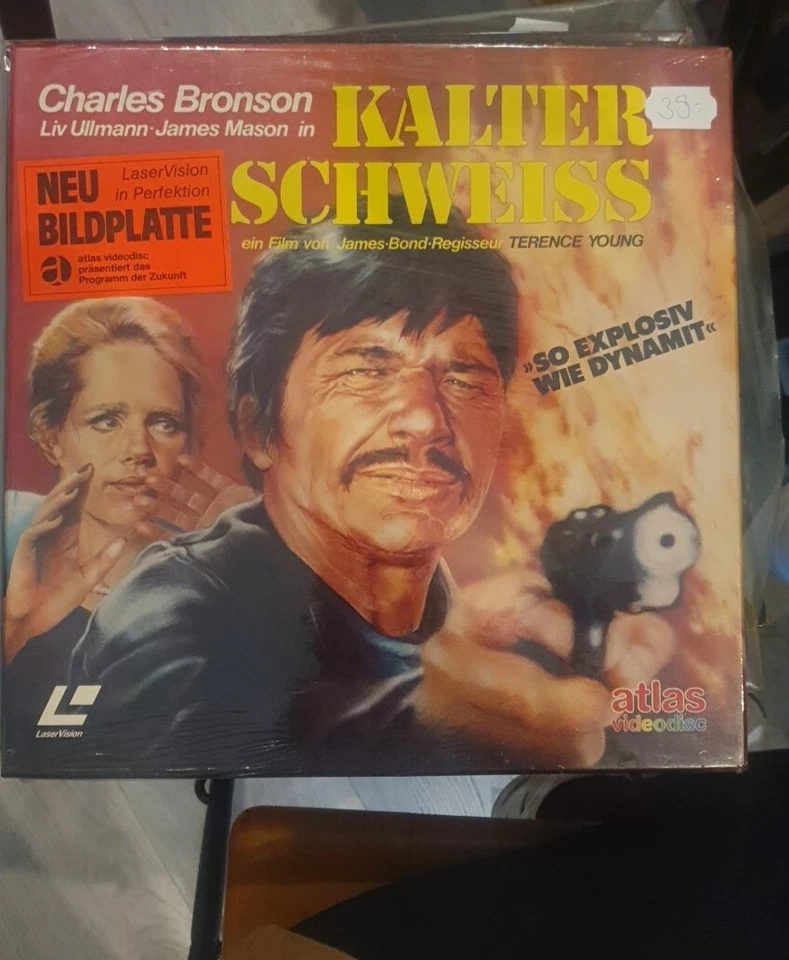 Charles Bronson
Liv Ullmann·James Mason in
KALTER
SCHWEISS
39.-
ein Film von James·Bond·Regisseur TERENCE YOUNG
NEU
LaserVision
in Perfektion
BILDPLATTE
a
atlas videodisc
präsentiert das
Programm der Zukunft
»SO EXPLOSIV
WIE DYNAMIT«
LaserVision
atlas
videodisc